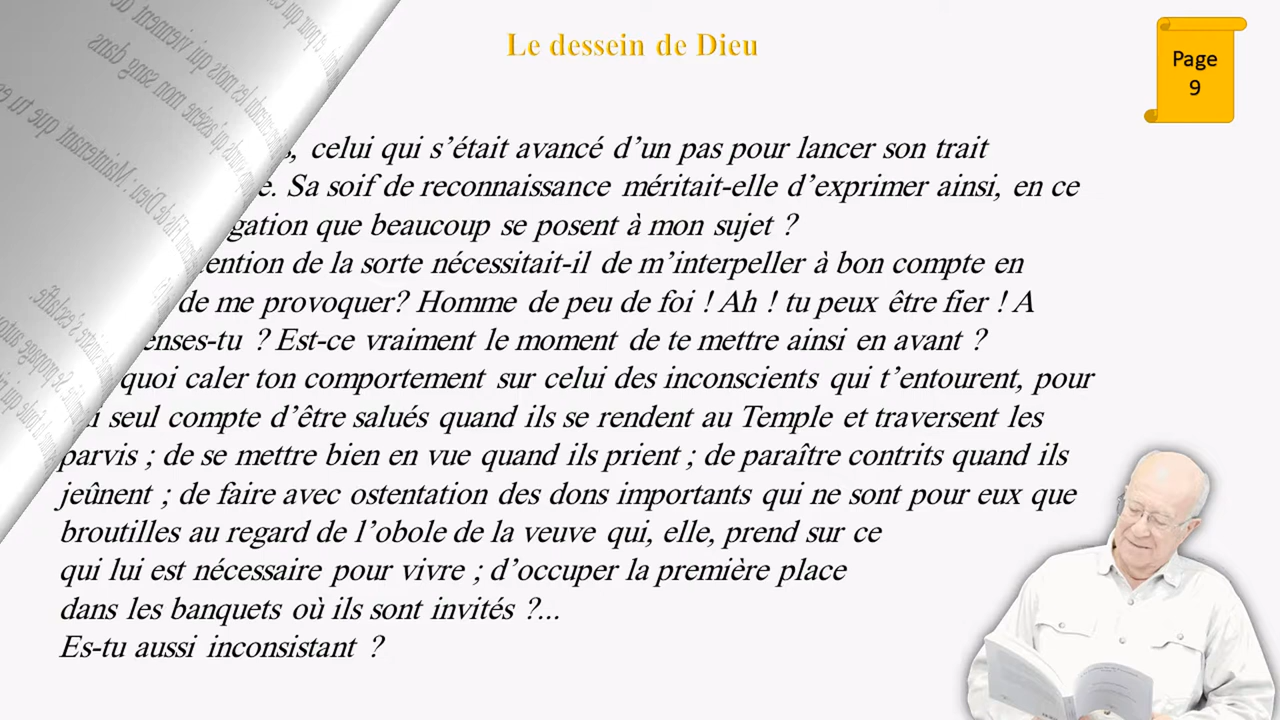 Le dessein de Dieu
Page
9
celui qui s’était avancé d’un pas pour lancer son trait
Sa soif de reconnaissance méritait-elle d’exprimer ainsi, en ce
que beaucoup se posent à mon sujet ?
de la sorte nécessitait-il de m’interpeller à bon compte en
de me provoquer? Homme de peu de foi ! Ah ! tu peux être fier ! A
? Est-ce vraiment le moment de te mettre ainsi en avant ?
quoi caler ton comportement sur celui des inconscients qui t’entourent, pour
seul compte d’être salués quand ils se rendent au Temple et traversent les
parvis ; de se mettre bien en vue quand ils prient ; de paraître contrits quand ils
jeûnent ; de faire avec ostentation des dons importants qui ne sont pour eux que
broutilles au regard de l’obole de la veuve qui, elle, prend sur ce
qui lui est nécessaire pour vivre ; d’occuper la première place
dans les banquets où ils sont invités ?...
Es-tu aussi inconsistant ?